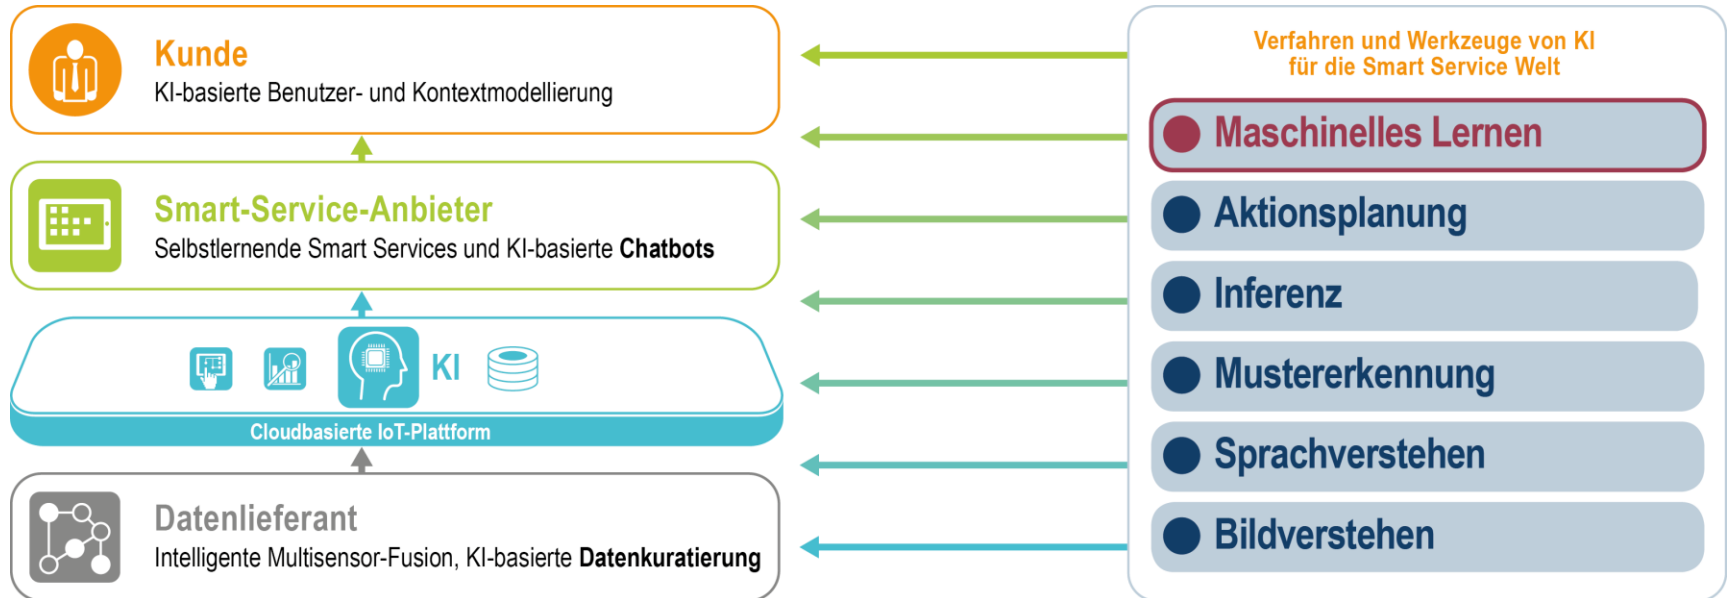 Kunde
KI-basierte Benutzer- und Kontextmodellierung
Smart-Service-Anbieter
Selbstlernende Smart Services und KI-basierte Chatbots
KI
Cloudbasierte IoT-Plattform
Datenlieferant
Intelligente Multisensor-Fusion, KI-basierte Datenkuratierung
Verfahren und Werkzeuge von KI
für die Smart Service Welt
Maschinelles Lernen
Aktionsplanung
Inferenz
Mustererkennung
Sprachverstehen
Bildverstehen